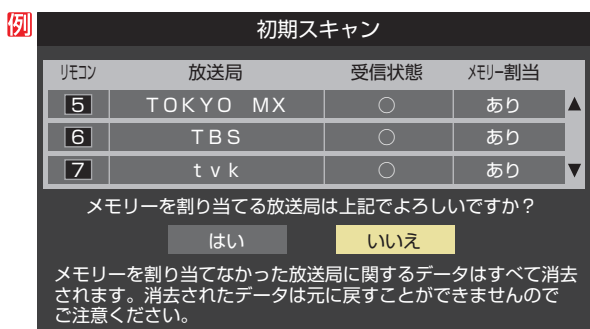 例
初期スキャン
リモコン 放送局 受信状態 メモリー割当
5 TOKYO MX ○ あり ▲
6 TBS ○ あり
7 tvk ○ あり ▼
メモリーを割り当てる放送局は上記でよろしいですか？
はい いいえ
メモリーを割り当てなかった放送局に関するデータはすべて消去
されます。消去されたデータは元に戻すことができませんので
ご注意ください。